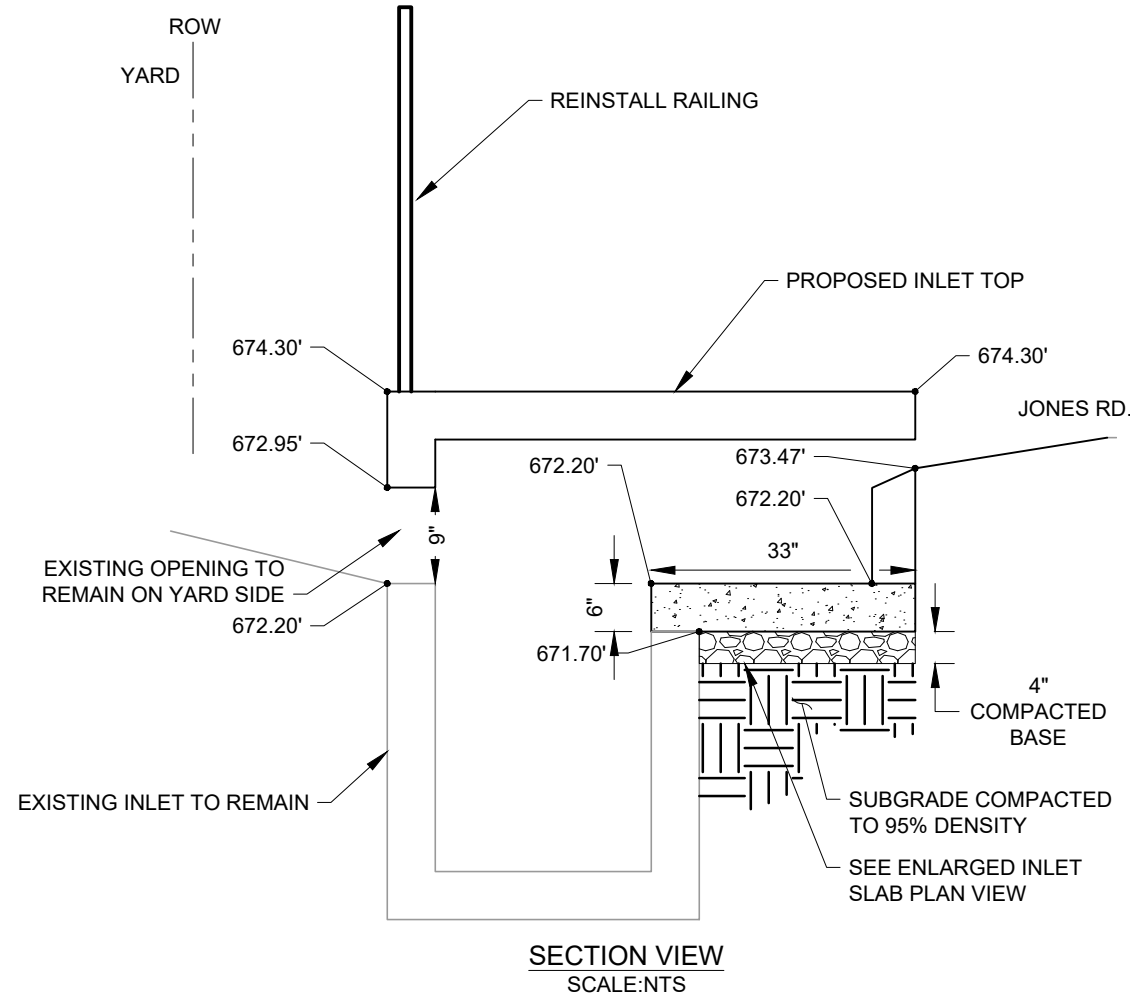 ROW
YARD
REINSTALL RAILING
PROPOSED INLET TOP
674.30'
674.30'
JONES RD.
672.95'
672.20'
673.47'
672.20'
33"
9"
EXISTING OPENING TO
REMAIN ON YARD SIDE
6"
672.20'
671.70'
4"
COMPACTED
BASE
EXISTING INLET TO REMAIN
SUBGRADE COMPACTED
TO 95% DENSITY
SEE ENLARGED INLET
SLAB PLAN VIEW
SECTION VIEW
SCALE:NTS